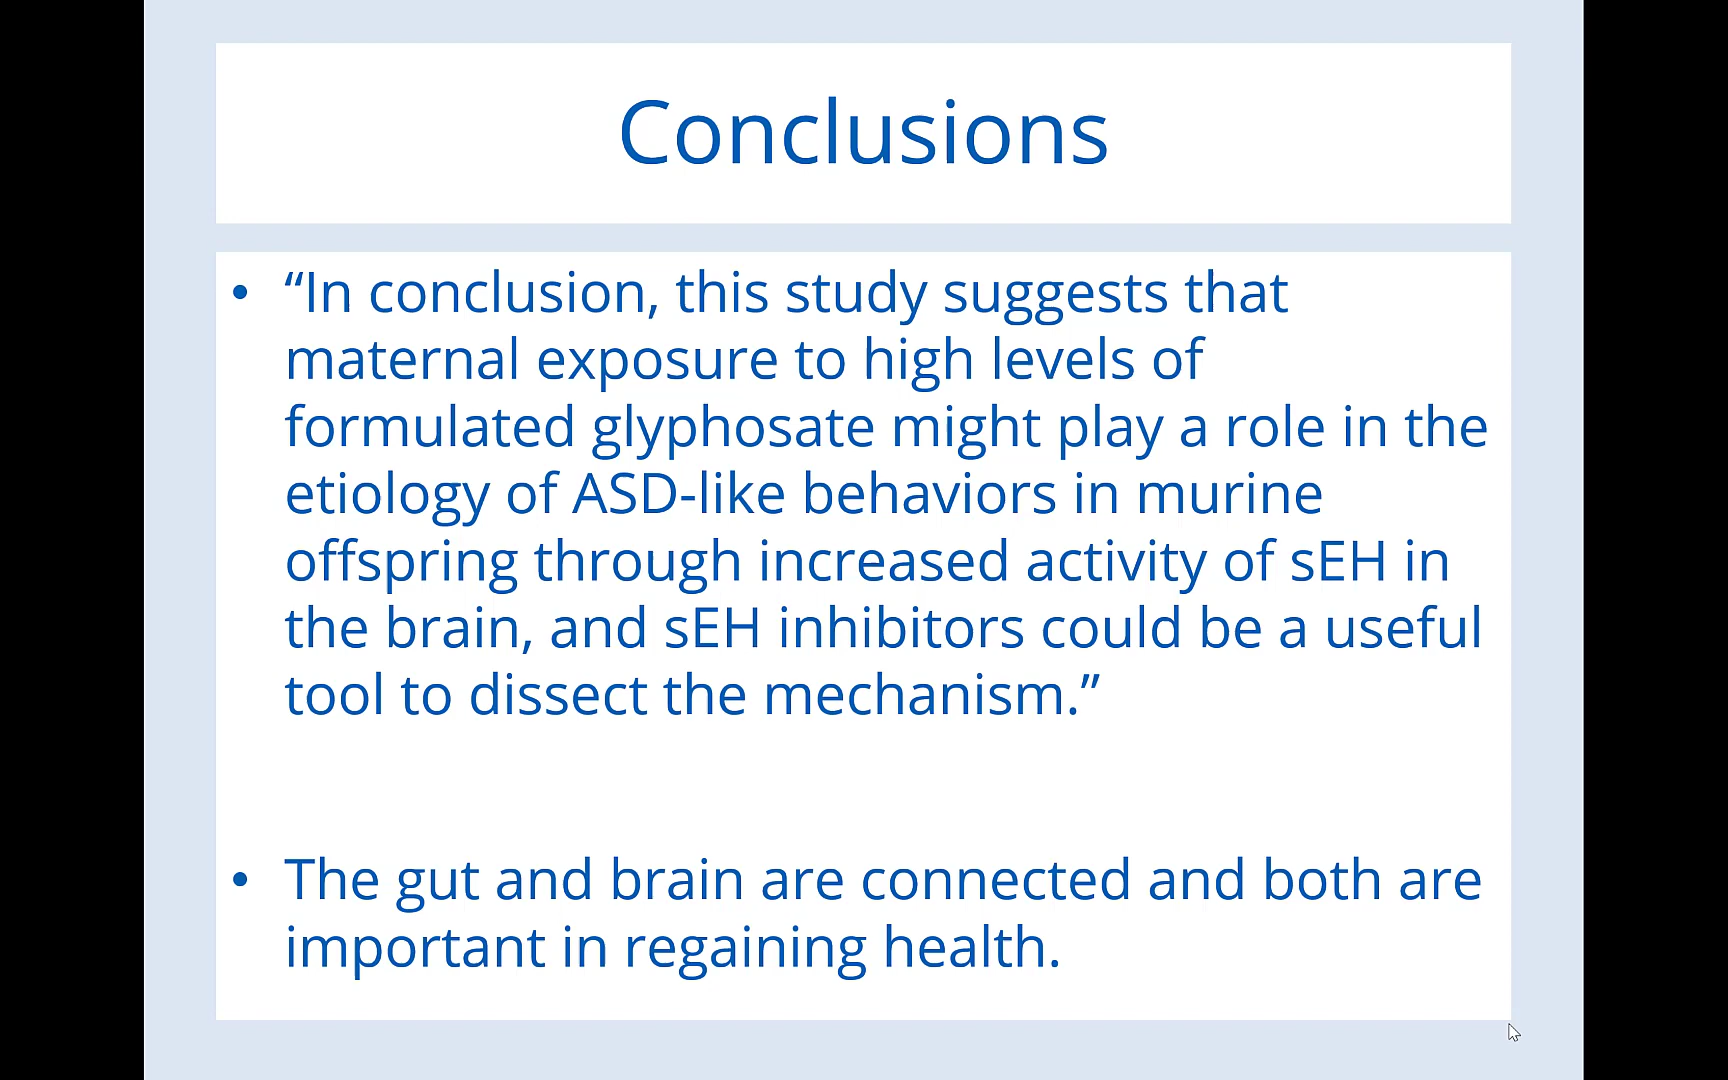 Conclusions
• “In conclusion, this study suggests that
maternal exposure to high levels of
formulated glyphosate might play a role in the
etiology of ASD-like behaviors in murine
offspring through increased activity of sEH in
the brain, and sEH inhibitors could be a useful
tool to dissect the mechanism.”
• The gut and brain are connected and both are
important in regaining health.